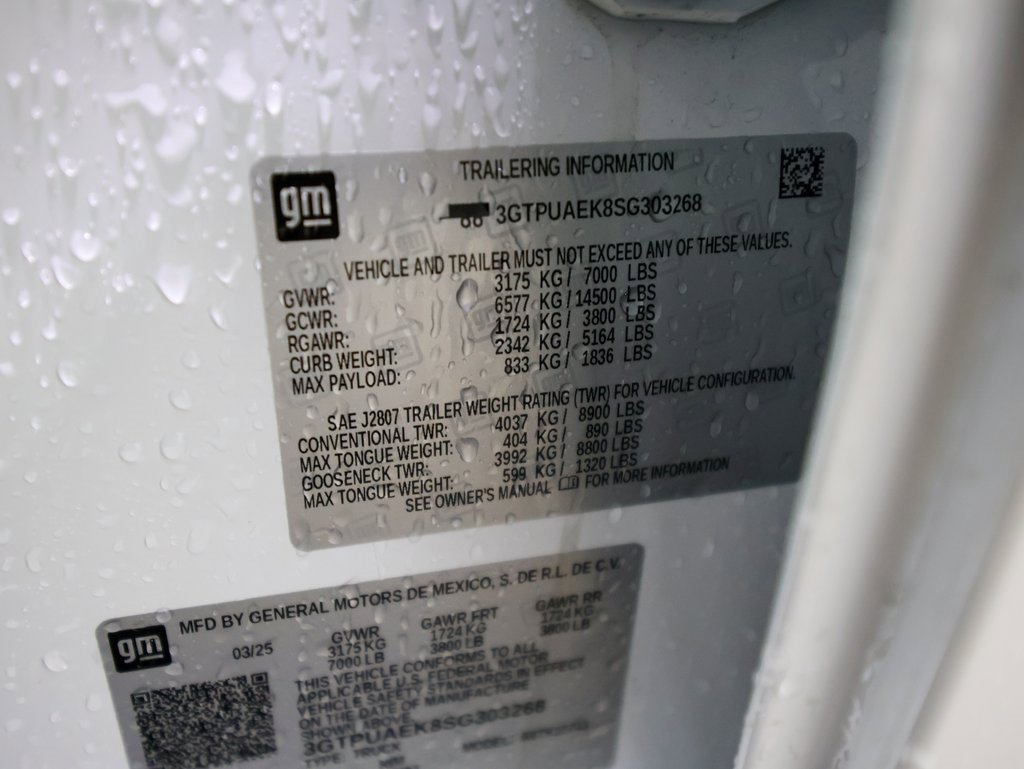 TRAILERING INFORMATION
gm
3GTPUAEK8SG303268
VEHICLE AND TRAILER MUST NOT EXCEED ANY OF THESE VALUES.
GVWR: 3175 KG / 7000 LBS
GCWR: 6577 KG / 14500 LBS
RGAWR: 1724 KG / 3800 LBS
CURB WEIGHT: 2342 KG / 5164 LBS
MAX PAYLOAD: 833 KG / 1836 LBS
SAE J2807 TRAILER WEIGHT RATING (TWR) FOR VEHICLE CONFIGURATION.
CONVENTIONAL TWR: 4037 KG / 8900 LBS
MAX TONGUE WEIGHT: 404 KG / 890 LBS
GOOSENECK TWR: 3992 KG / 8800 LBS
MAX TONGUE WEIGHT: 599 KG / 1320 LBS
SEE OWNER'S MANUAL FOR MORE INFORMATION
MFD BY GENERAL MOTORS DE MEXICO, S. DE R.L. DE C.V.
gm
03/25 GVWR GAWR FRT GAWR RR
3175 KG 1724 KG 1724 KG
7000 LB 3800 LB 3800 LB
THIS VEHICLE CONFORMS TO ALL
APPLICABLE U.S. FEDERAL MOTOR
VEHICLE SAFETY STANDARDS IN EFFECT
ON THE DATE OF MANUFACTURE
SHOWN ABOVE.
3GTPUAEK8SG303268
TYPE: TRUCK MODEL: